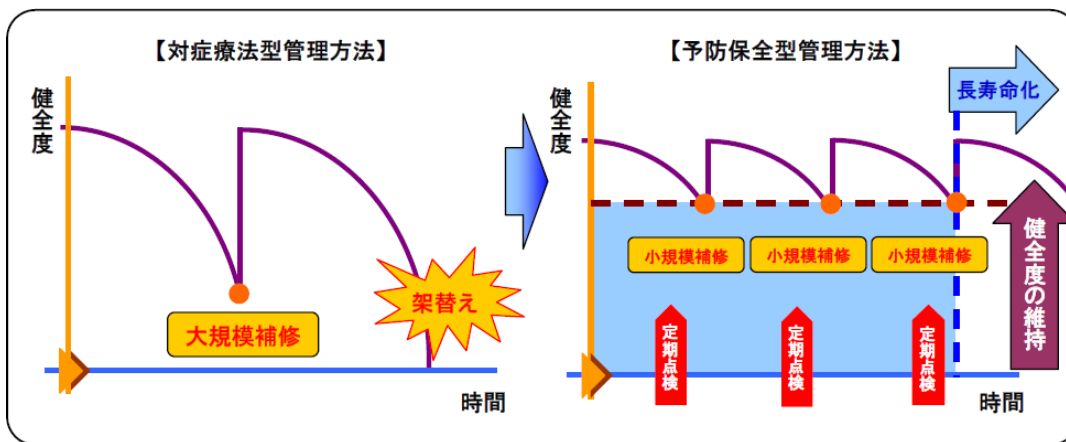 【対症療法型管理方法】
健全度
大規模補修
架替え
時間
【予防保全型管理方法】
長寿命化
健全度
小規模補修
小規模補修
小規模補修
健全度の維持
定期点検
定期点検
定期点検
時間